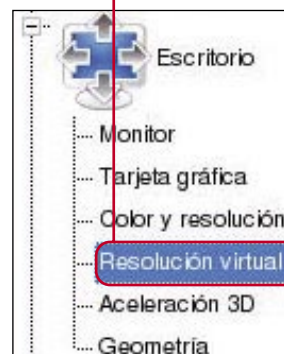 Escritorio
Monitor
Tarjeta gráfica
Color y resolución
Resolución virtual
Aceleración 3D
Geometría